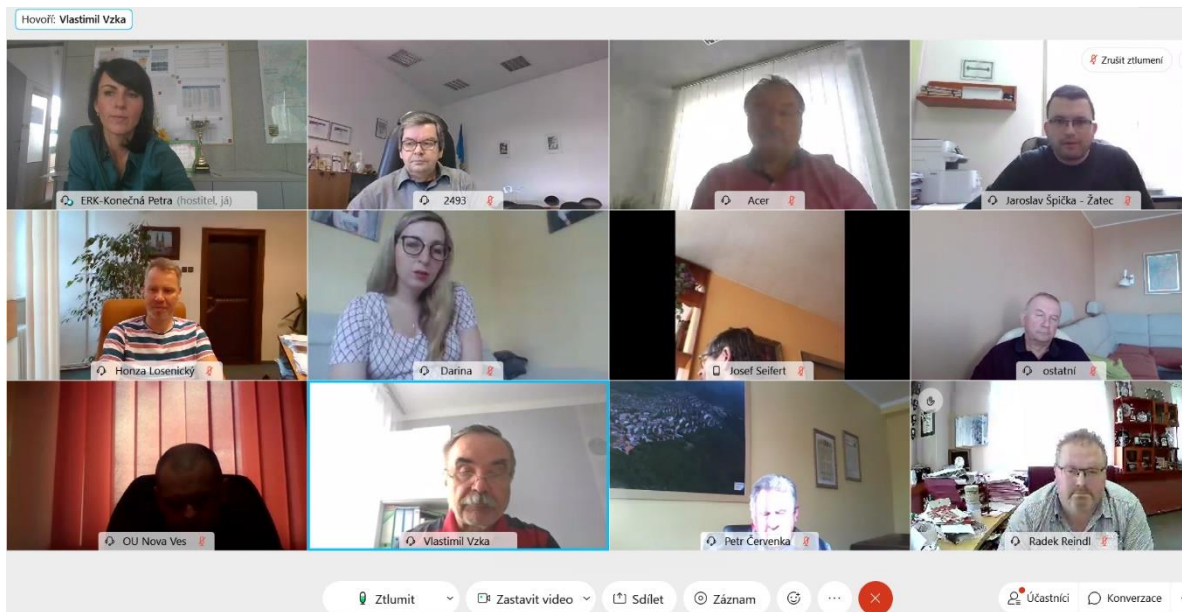 Hovoří: Vlastimil Vzka
Zrušit ztlumení
ERK-Konečná Petra (hostitel, já)
2493
Acer
Jaroslav Špička - Žatec
Honza Losenický
Darina
Josef Seifert
ostatní
OU Nova Ves
Vlastimil Vzka
Petr Červenka
Radek Reindl
Ztlumit
Zastavit video
Sdílet
Záznam
Účastníci
Konverzace